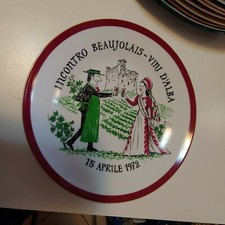 INCONTRO BEAUJOLAIS - VINI D'ALBA
15 APRILE 1972